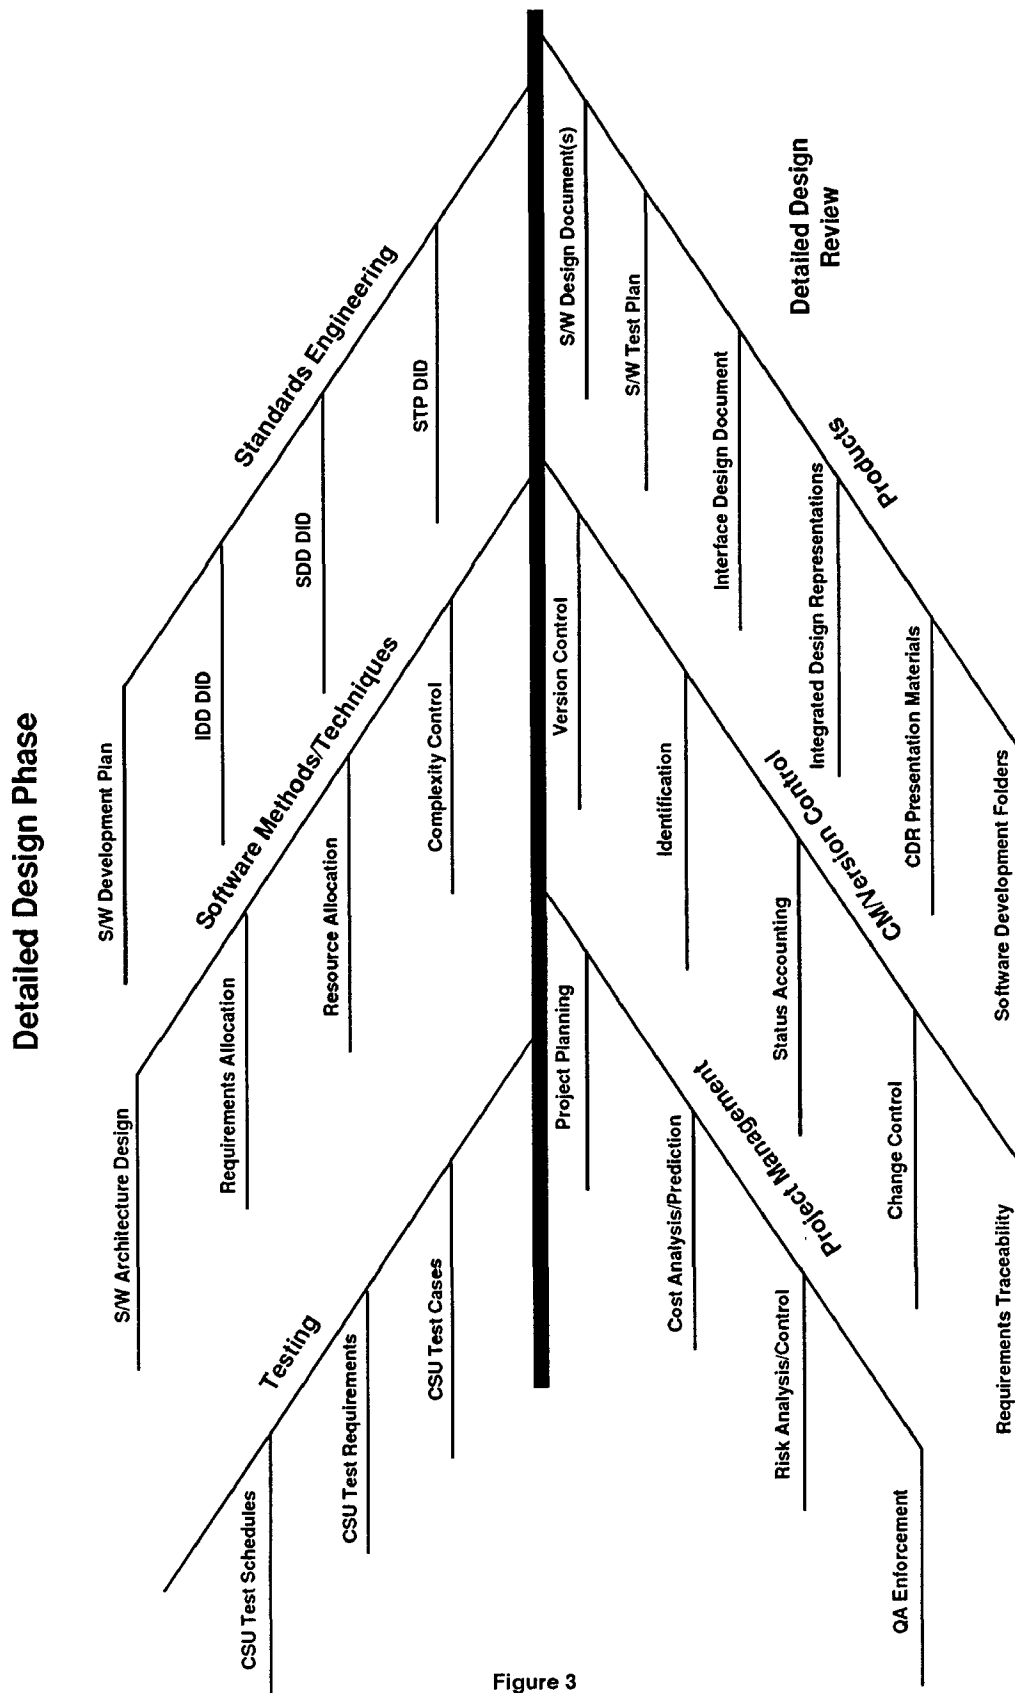 Detailed Design Phase
Testing
CSU Test Schedules
CSU Test Requirements
CSU Test Cases
Software Methods/Techniques
S/W Architecture Design
Requirements Allocation
Resource Allocation
Complexity Control
Standards Engineering
S/W Development Plan
IDD DID
SDD DID
STP DID
Project Management
Project Planning
Cost Analysis/Prediction
Risk Analysis/Control
QA Enforcement
CM/Version Control
Version Control
Identification
Status Accounting
Change Control
Requirements Traceability
Products
S/W Design Document(s)
S/W Test Plan
Interface Design Document
Integrated Design Representations
CDR Presentation Materials
Software Development Folders
Detailed Design
Review
Figure 3